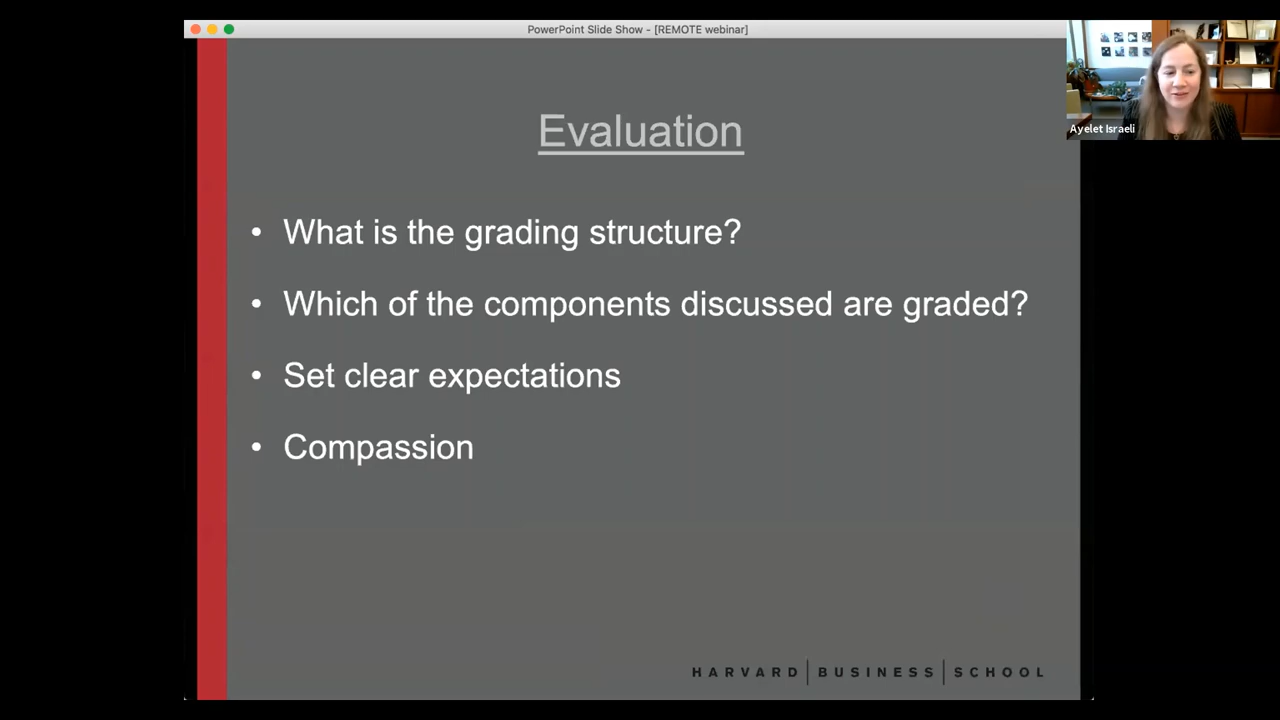 PowerPoint Slide Show - [REMOTE webinar]
Ayelet Israeli
Evaluation
• What is the grading structure?
• Which of the components discussed are graded?
• Set clear expectations
• Compassion
HARVARD | BUSINESS | SCHOOL